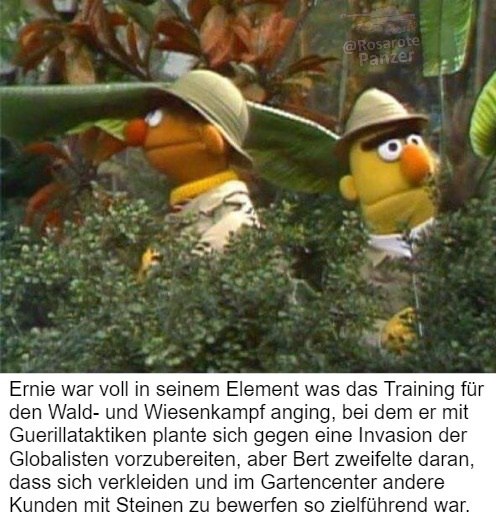 @Rosarote
Panzer
Ernie war voll in seinem Element was das Training für
den Wald- und Wiesenkampf anging, bei dem er mit
Guerillataktiken plante sich gegen eine Invasion der
Globalisten vorzubereiten, aber Bert zweifelte daran,
dass sich verkleiden und im Gartencenter andere
Kunden mit Steinen zu bewerfen so zielführend war.